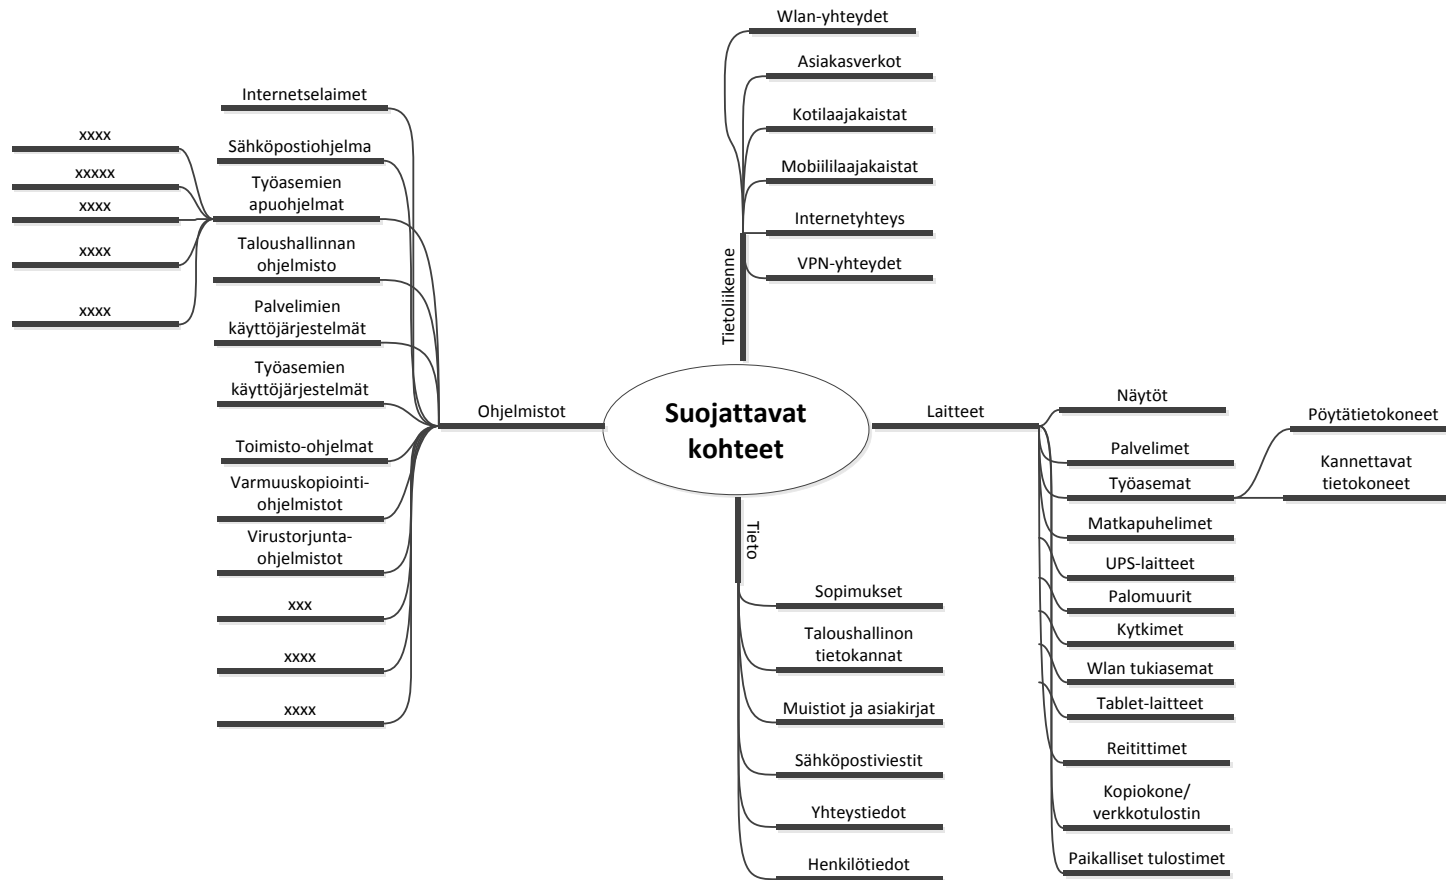 Wlan-yhteydet
Asiakasverkot
Kotilaajakaistat
Mobiililaajakaistat
Internetyhteys
VPN-yhteydet
Tietoliikenne
Internetselaimet
Sähköpostiohjelma
Työasemien
apuohjelmat
xxxx
xxxxx
xxxx
xxxx
xxxx
Taloushallinnan
ohjelmisto
Palvelimien
käyttöjärjestelmät
Työasemien
käyttöjärjestelmät
Toimisto-ohjelmat
Varmuuskopiointi-
ohjelmistot
Virustorjunta-
ohjelmistot
xxx
xxxx
xxxx
Ohjelmistot
Suojattavat
kohteet
Laitteet
Näytöt
Palvelimet
Työasemat
Pöytätietokoneet
Kannettavat
tietokoneet
Matkapuhelimet
UPS-laitteet
Palomuurit
Kytkimet
Wlan tukiasemat
Tablet-laitteet
Reitittimet
Kopiokone/
verkkotulostin
Paikalliset tulostimet
Tieto
Sopimukset
Taloushallinon
tietokannat
Muistiot ja asiakirjat
Sähköpostiviestit
Yhteystiedot
Henkilötiedot